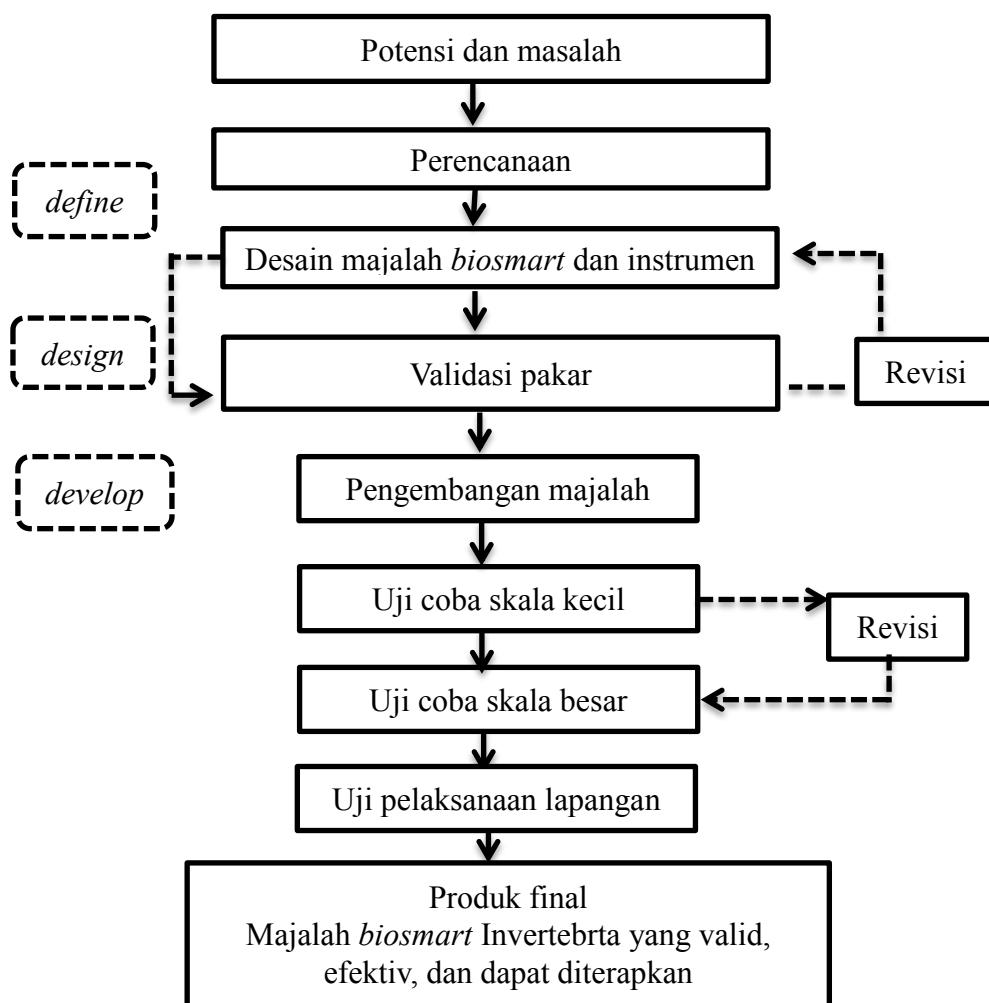 Potensi dan masalah
Perencanaan
define
Desain majalah biosmart dan instrumen
design
Validasi pakar
Revisi
develop
Pengembangan majalah
Uji coba skala kecil
Revisi
Uji coba skala besar
Uji pelaksanaan lapangan
Produk final
Majalah biosmart Invertebrta yang valid,
efektiv, dan dapat diterapkan